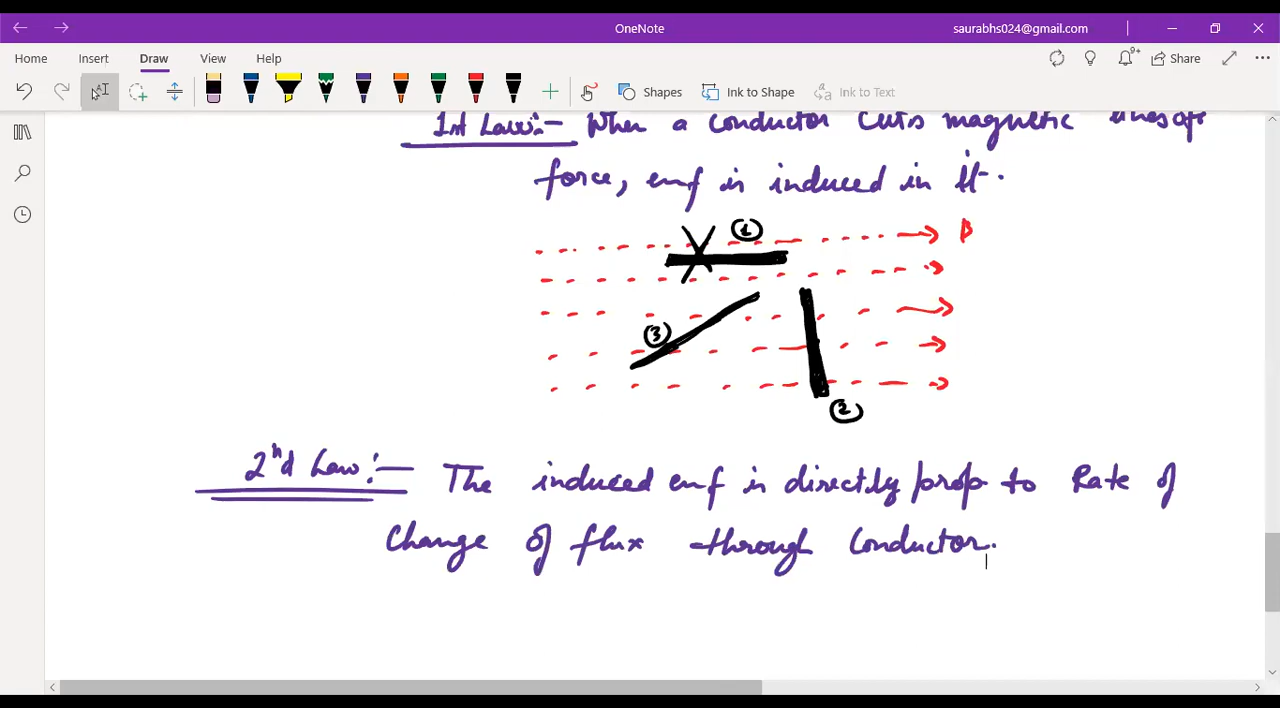 OneNote
saurabhs024@gmail.com
Home Insert Draw View Help
Share
Shapes Ink to Shape Ink to Text
1st Law:- When a conductor cuts magnetic lines of
force, emf is induced in it.
1
B
3
2
2nd Law:- The induced emf is directly prop to Rate of
Change of flux through Conductor.